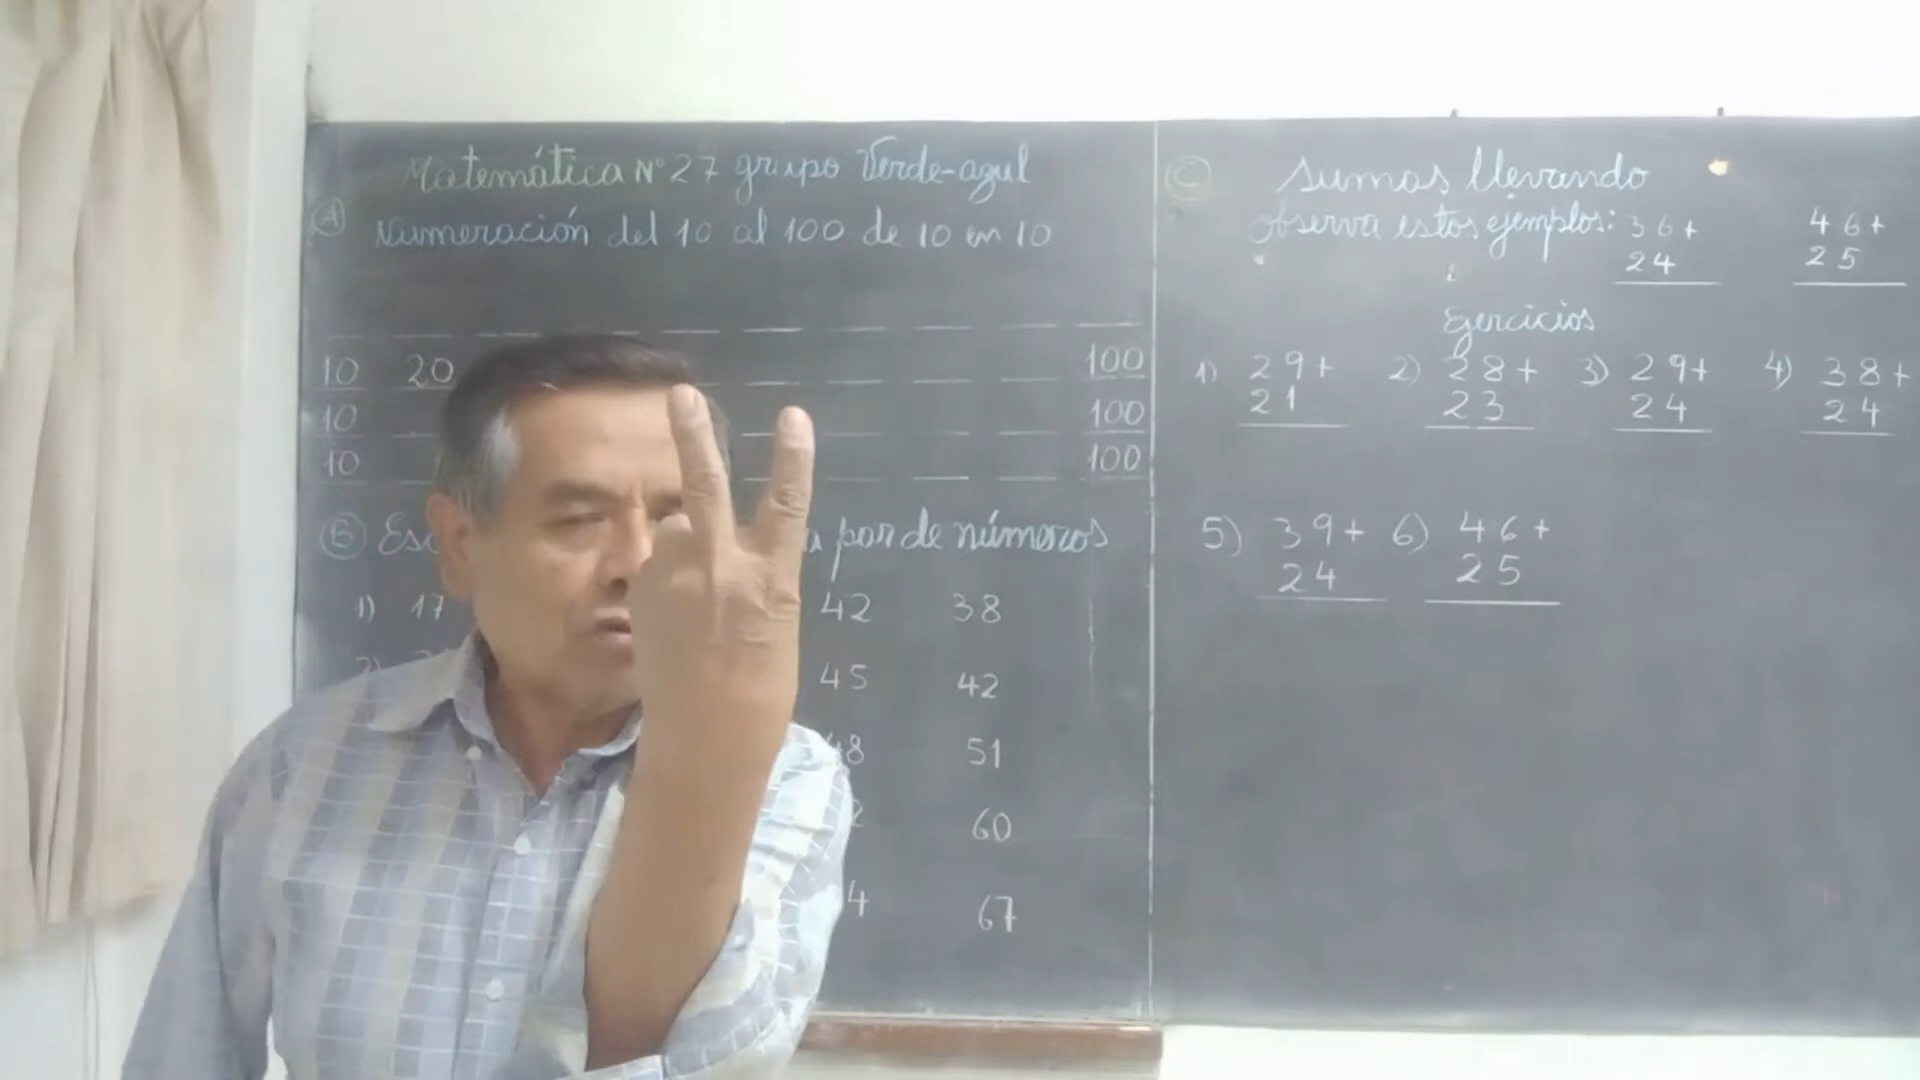 Matemática N° 27 grupo Verde-azul
A Numeración del 10 al 100 de 10 en 10
10 20 100
10 100
10 100
B par de números
1) 17 42 38
2) 45 42
51
60
67
C Sumas llevando
observa estos ejemplos: 36+ 46+
24 25
Ejercicios
1) 29+ 2) 28+ 3) 29+ 4) 38+
21 23 24 24
5) 39+ 6) 46+
24 25